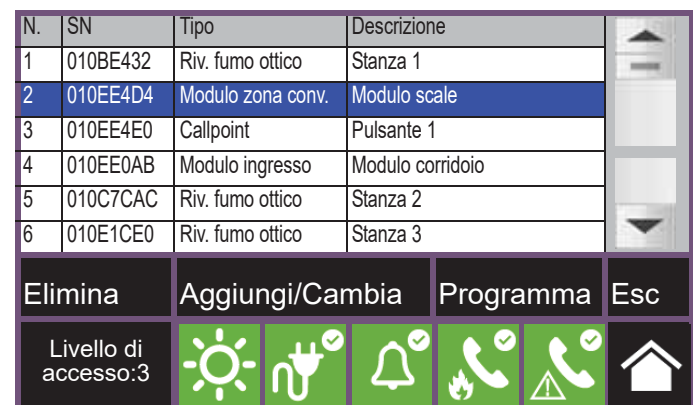 N. SN Tipo Descrizione
1 010BE432 Riv. fumo ottico Stanza 1
2 010EE4D4 Modulo zona conv. Modulo scale
3 010EE4E0 Callpoint Pulsante 1
4 010EE0AB Modulo ingresso Modulo corridoio
5 010C7CAC Riv. fumo ottico Stanza 2
6 010E1CE0 Riv. fumo ottico Stanza 3
Elimina Aggiungi/Cambia Programma Esc
Livello di
accesso:3